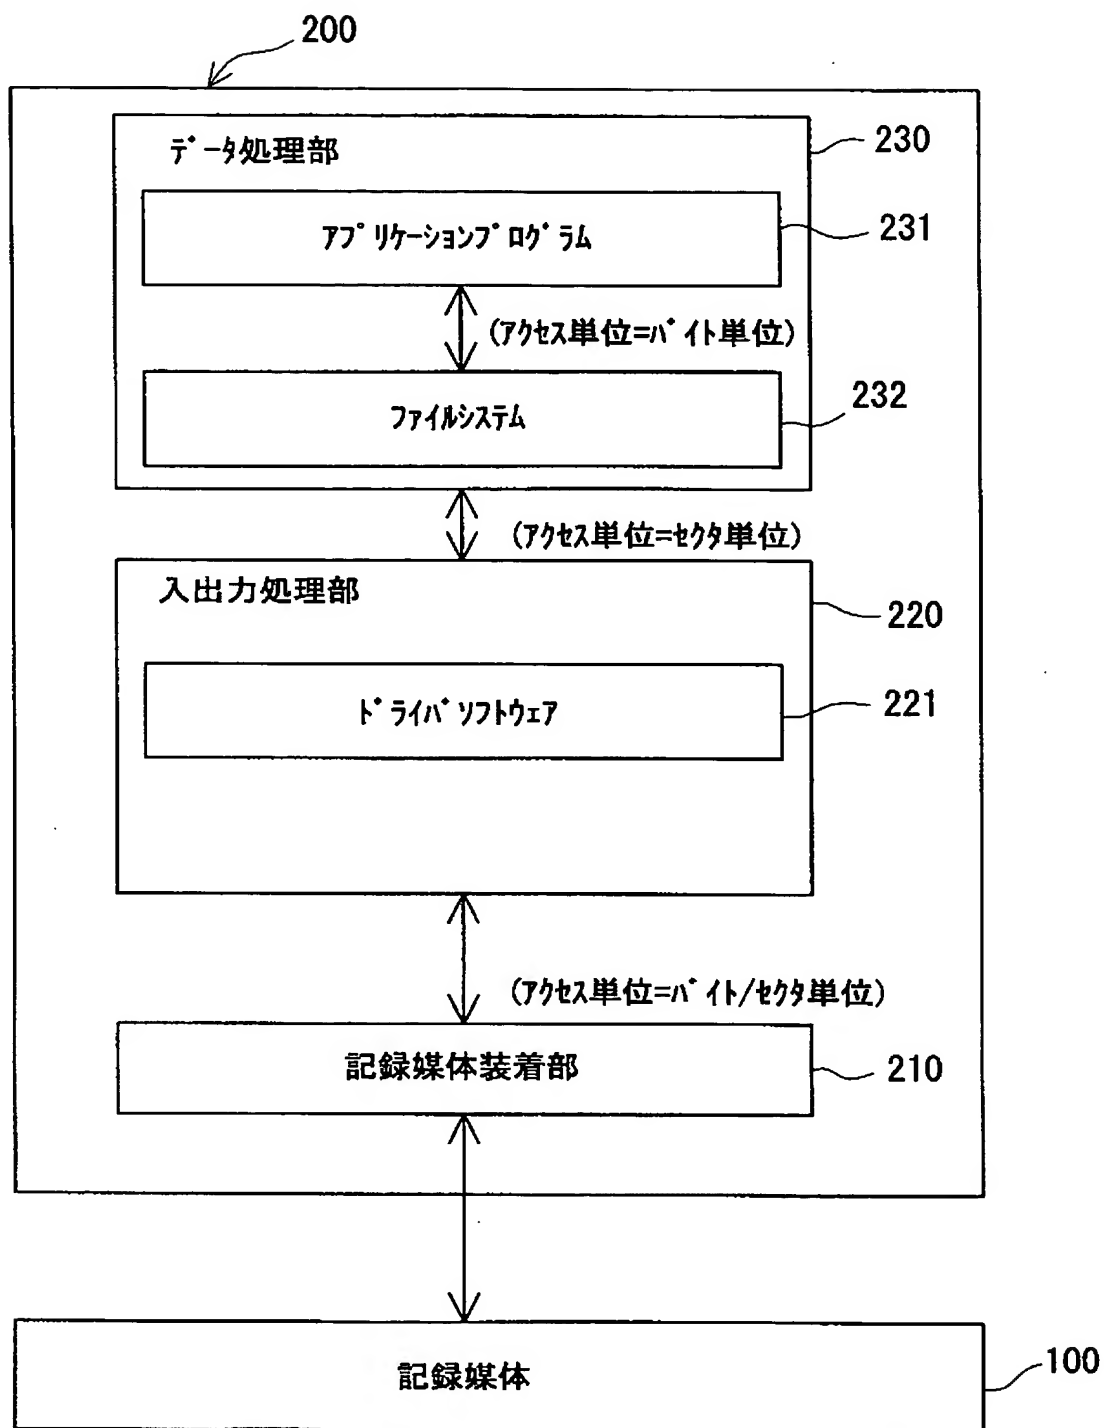 200
ﾃﾞｰﾀ処理部
230
ｱﾌﾟﾘｹｰｼｮﾝﾌﾟﾛｸﾞﾗﾑ
231
(ｱｸｾｽ単位=ﾊﾞｲﾄ単位)
ﾌｧｲﾙｼｽﾃﾑ
232
(ｱｸｾｽ単位=ｾｸﾀ単位)
入出力処理部
220
ﾄﾞﾗｲﾊﾞｿﾌﾄｳｪｱ
221
(ｱｸｾｽ単位=ﾊﾞｲﾄ/ｾｸﾀ単位)
記録媒体装着部
210
記録媒体
100